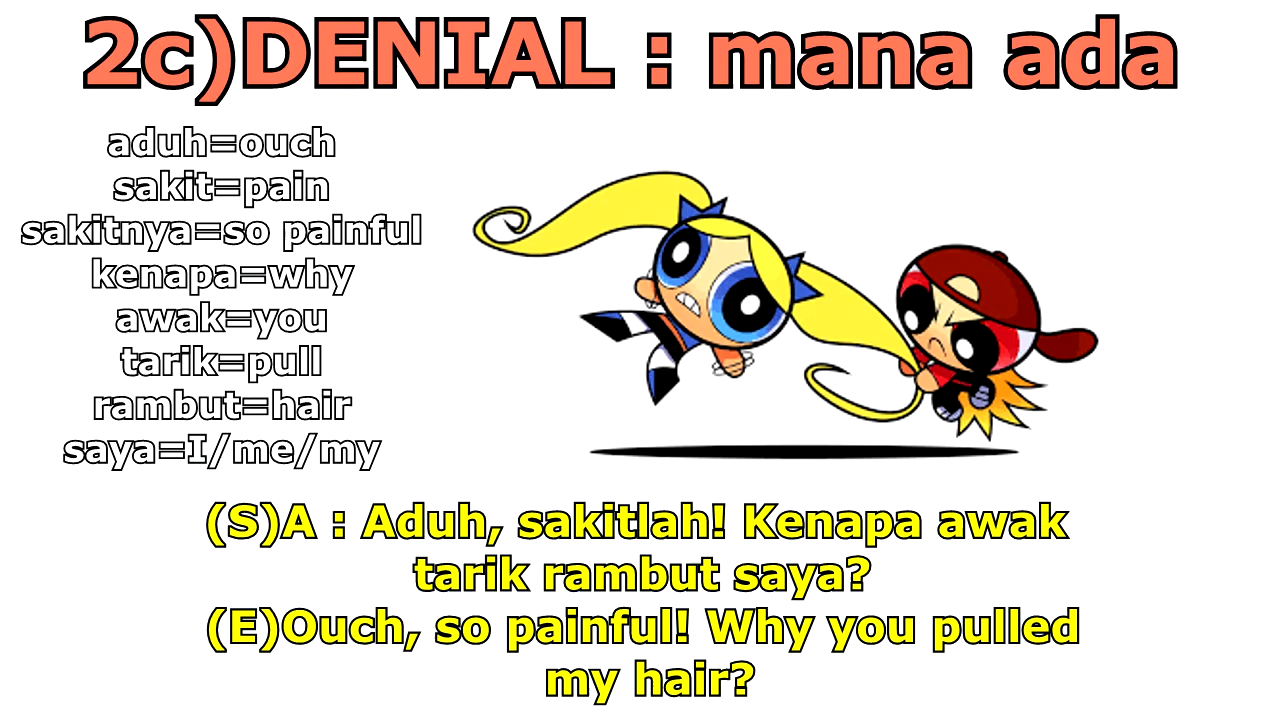 2c)DENIAL : mana ada
aduh=ouch
sakit=pain
sakitnya=so painful
kenapa=why
awak=you
tarik=pull
rambut=hair
saya=I/me/my
(S)A : Aduh, sakitlah! Kenapa awak
tarik rambut saya?
(E)Ouch, so painful! Why you pulled
my hair?